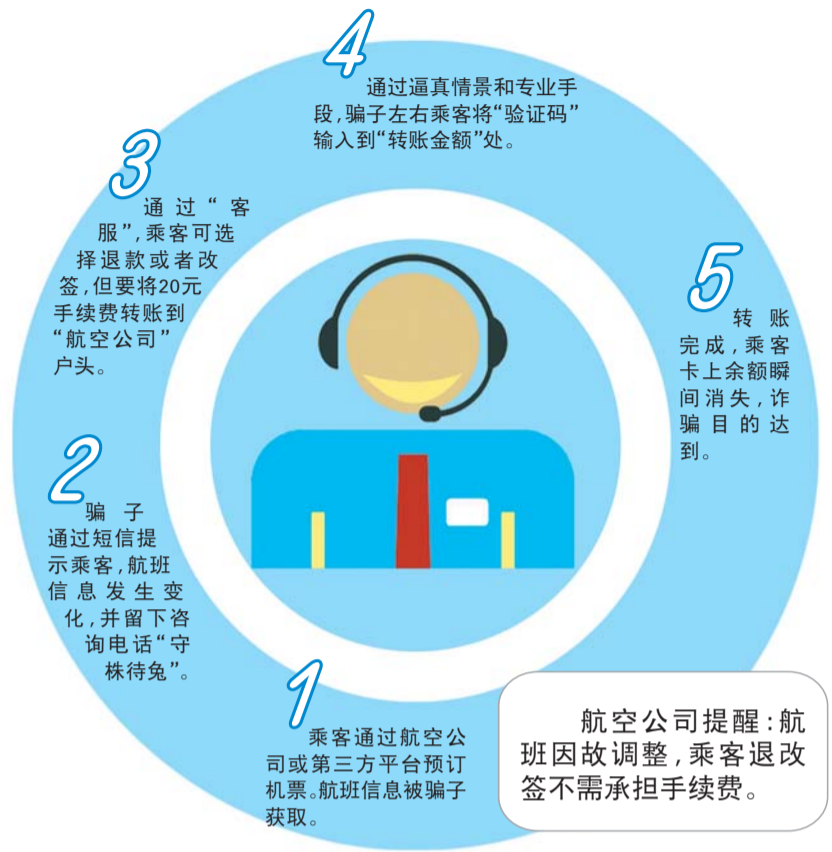 1
乘客通过航空公
司或第三方平台预订
机票。航班信息被骗子
获取。
2
骗子
通过短信提
示乘客,航班
信息发生变
化,并留下咨
询电话“守
株待兔”。
3
通过“客
服”,乘客可选
择退款或者改
签,但要将20元
手续费转账到
“航空公司”
户头。
4
通过逼真情景和专业手
段,骗子左右乘客将“验证码”
输入到“转账金额”处。
5
转账
完成,乘客
卡上余额瞬
间消失,诈
骗目的达
到。
航空公司提醒:航
班因故调整,乘客退改
签不需承担手续费。